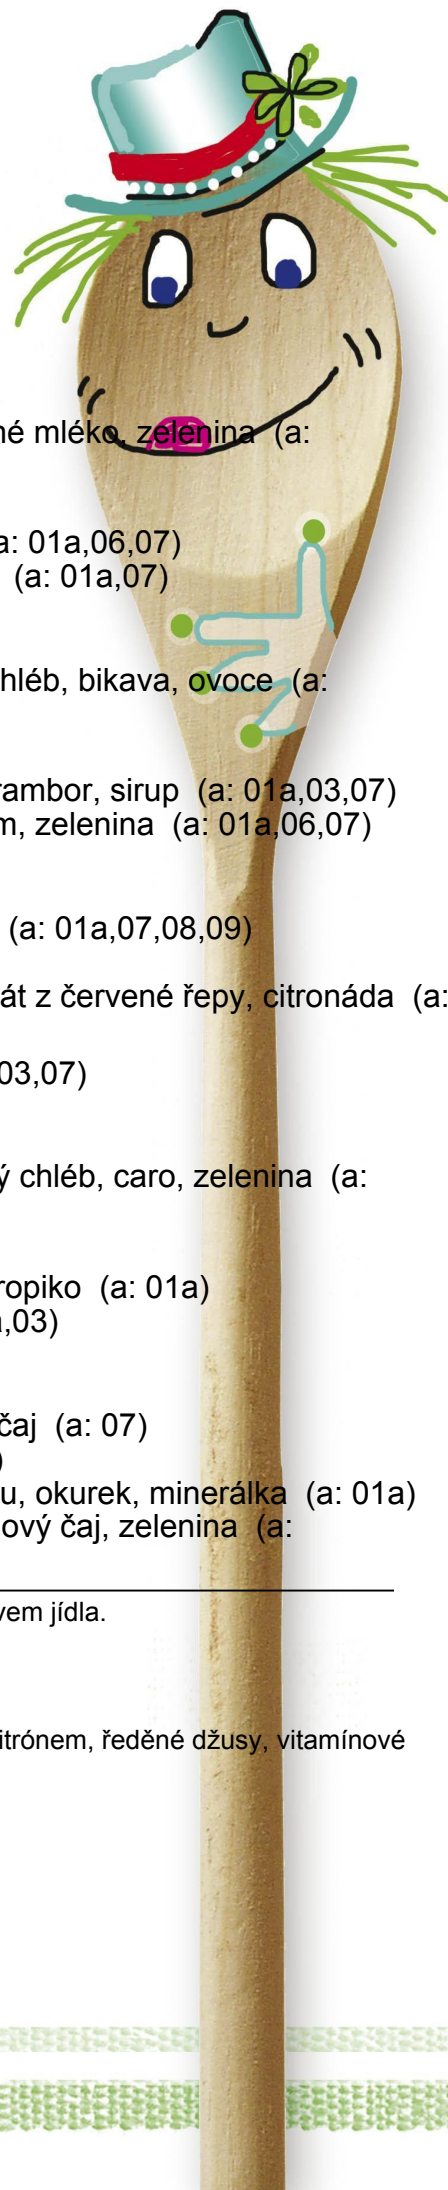 né mléko, zelenina (a:
a: 01a,06,07)
(a: 01a,07)
hléb, bikava, ovoce (a:
rambor, sirup (a: 01a,03,07)
m, zelenina (a: 01a,06,07)
(a: 01a,07,08,09)
át z červené řepy, citronáda (a:
03,07)
ý chléb, caro, zelenina (a:
ropiko (a: 01a)
a,03)
čaj (a: 07)
)
u, okurek, minerálka (a: 01a)
ový čaj, zelenina (a:
vem jídla.
itrónem, ředěné džusy, vitamínové